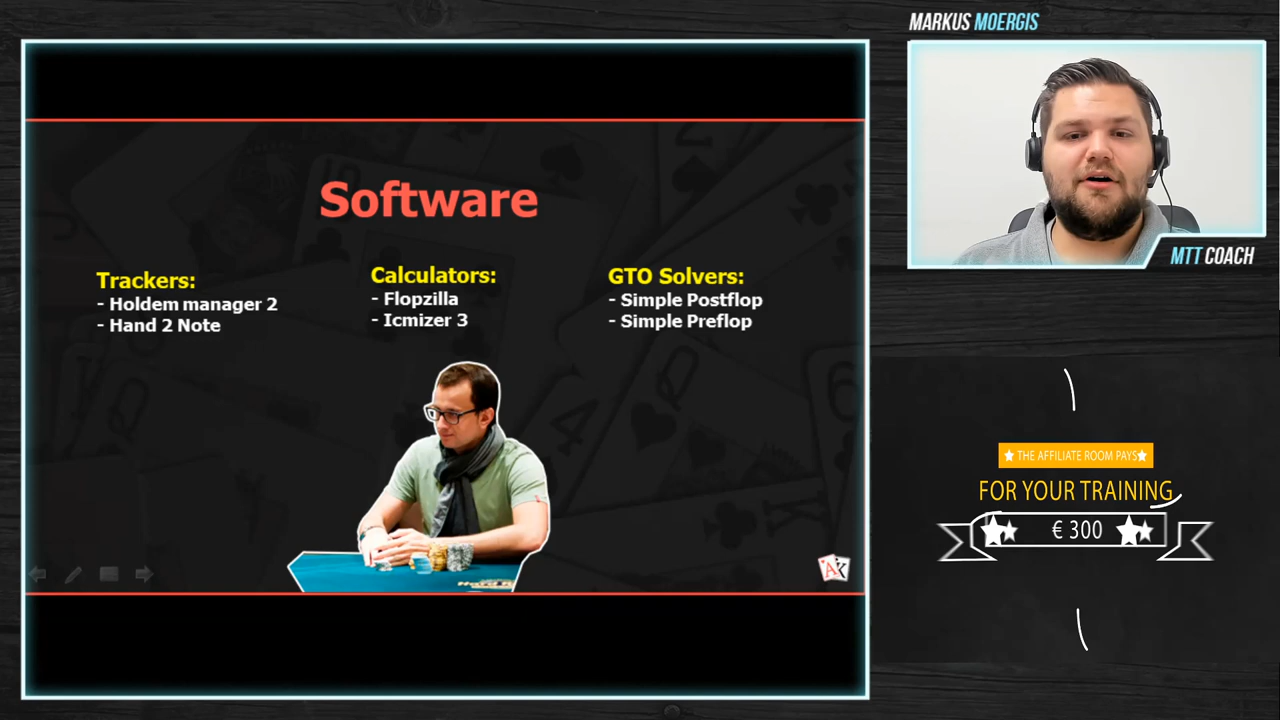 MARKUS MOERGIS
Software
Trackers:
- Holdem manager 2
- Hand 2 Note
Calculators:
- Flopzilla
- Icmizer 3
GTO Solvers:
- Simple Postflop
- Simple Preflop
MTT COACH
THE AFFILIATE ROOM PAYS
FOR YOUR TRAINING
€ 300